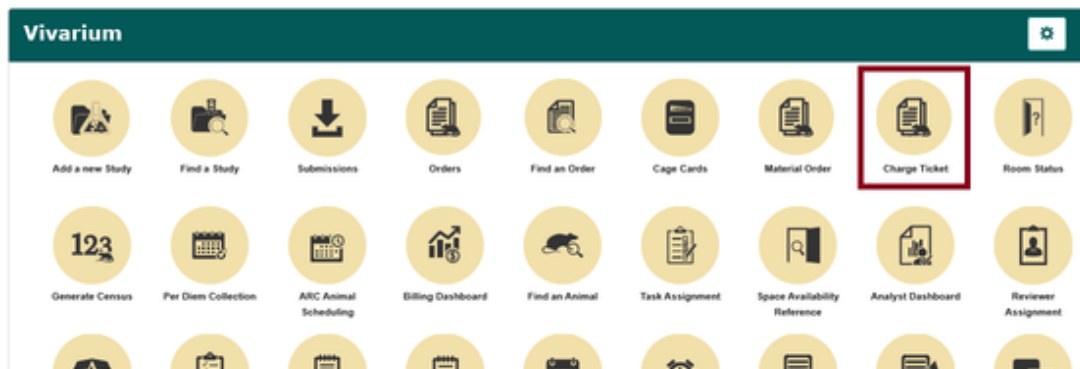 Vivarium
Add a new Study
Find a Study
Submissions
Orders
Find an Order
Cage Cards
Material Order
Charge Ticket
Room Status
?
123
Generate Census
Per Diem Collection
ARC Animal
Scheduling
Billing Dashboard
Find an Animal
Task Assignment
Space Availability
Reference
Analyst Dashboard
Reviewer
Assignment